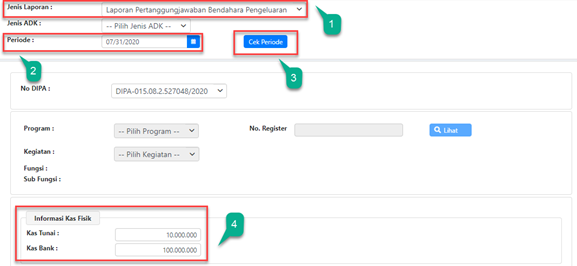 Jenis Laporan : Laporan Pertanggungjawaban Bendahara Pengeluaran
1
Jenis ADK : -- Pilih Jenis ADK --
Periode : 07/31/2020 Cek Periode
2
3
No DIPA : DIPA-015.08.2.527048/2020
Program : -- Pilih Program -- No. Register Lihat
Kegiatan : -- Pilih Kegiatan --
Fungsi :
Sub Fungsi :
Informasi Kas Fisik
4
Kas Tunai : 10.000.000
Kas Bank : 100.000.000